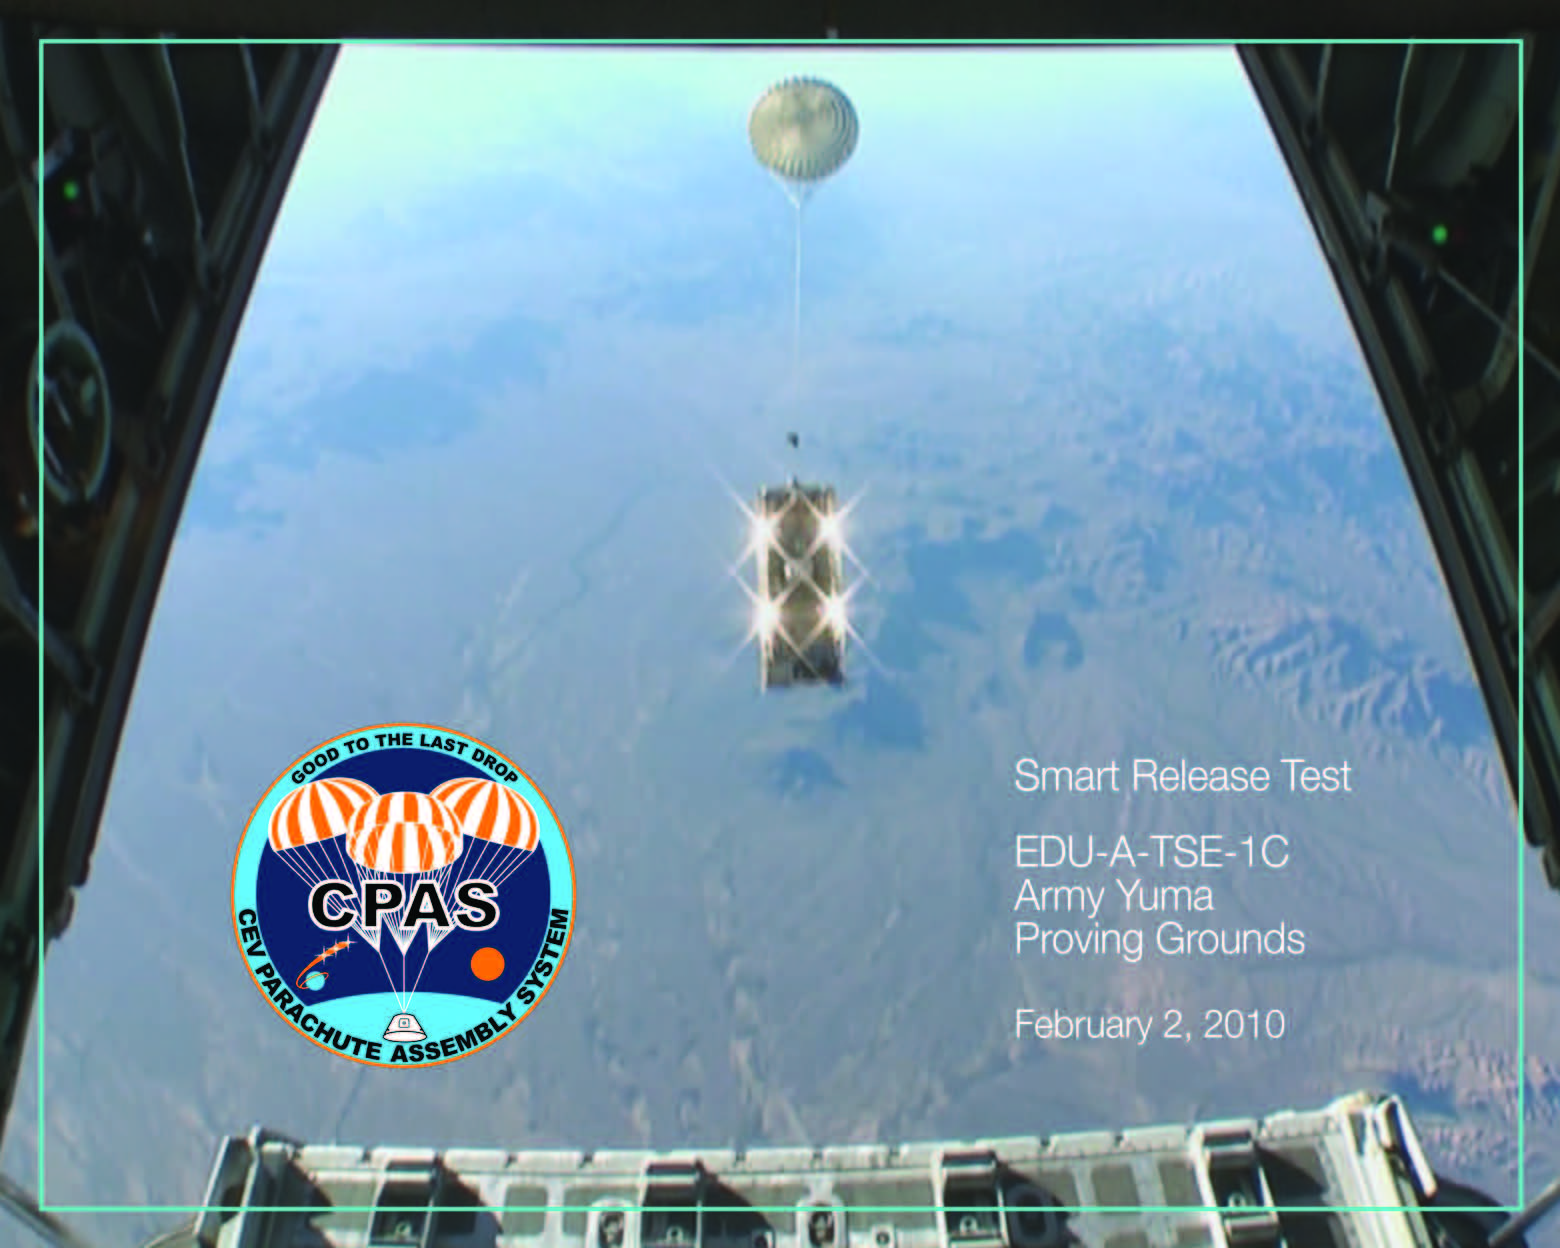 GOOD TO THE LAST DROP
CPAS
CEV PARACHUTE ASSEMBLY SYSTEM
Smart Release Test
EDU-A-TSE-1C
Army Yuma
Proving Grounds
February 2, 2010